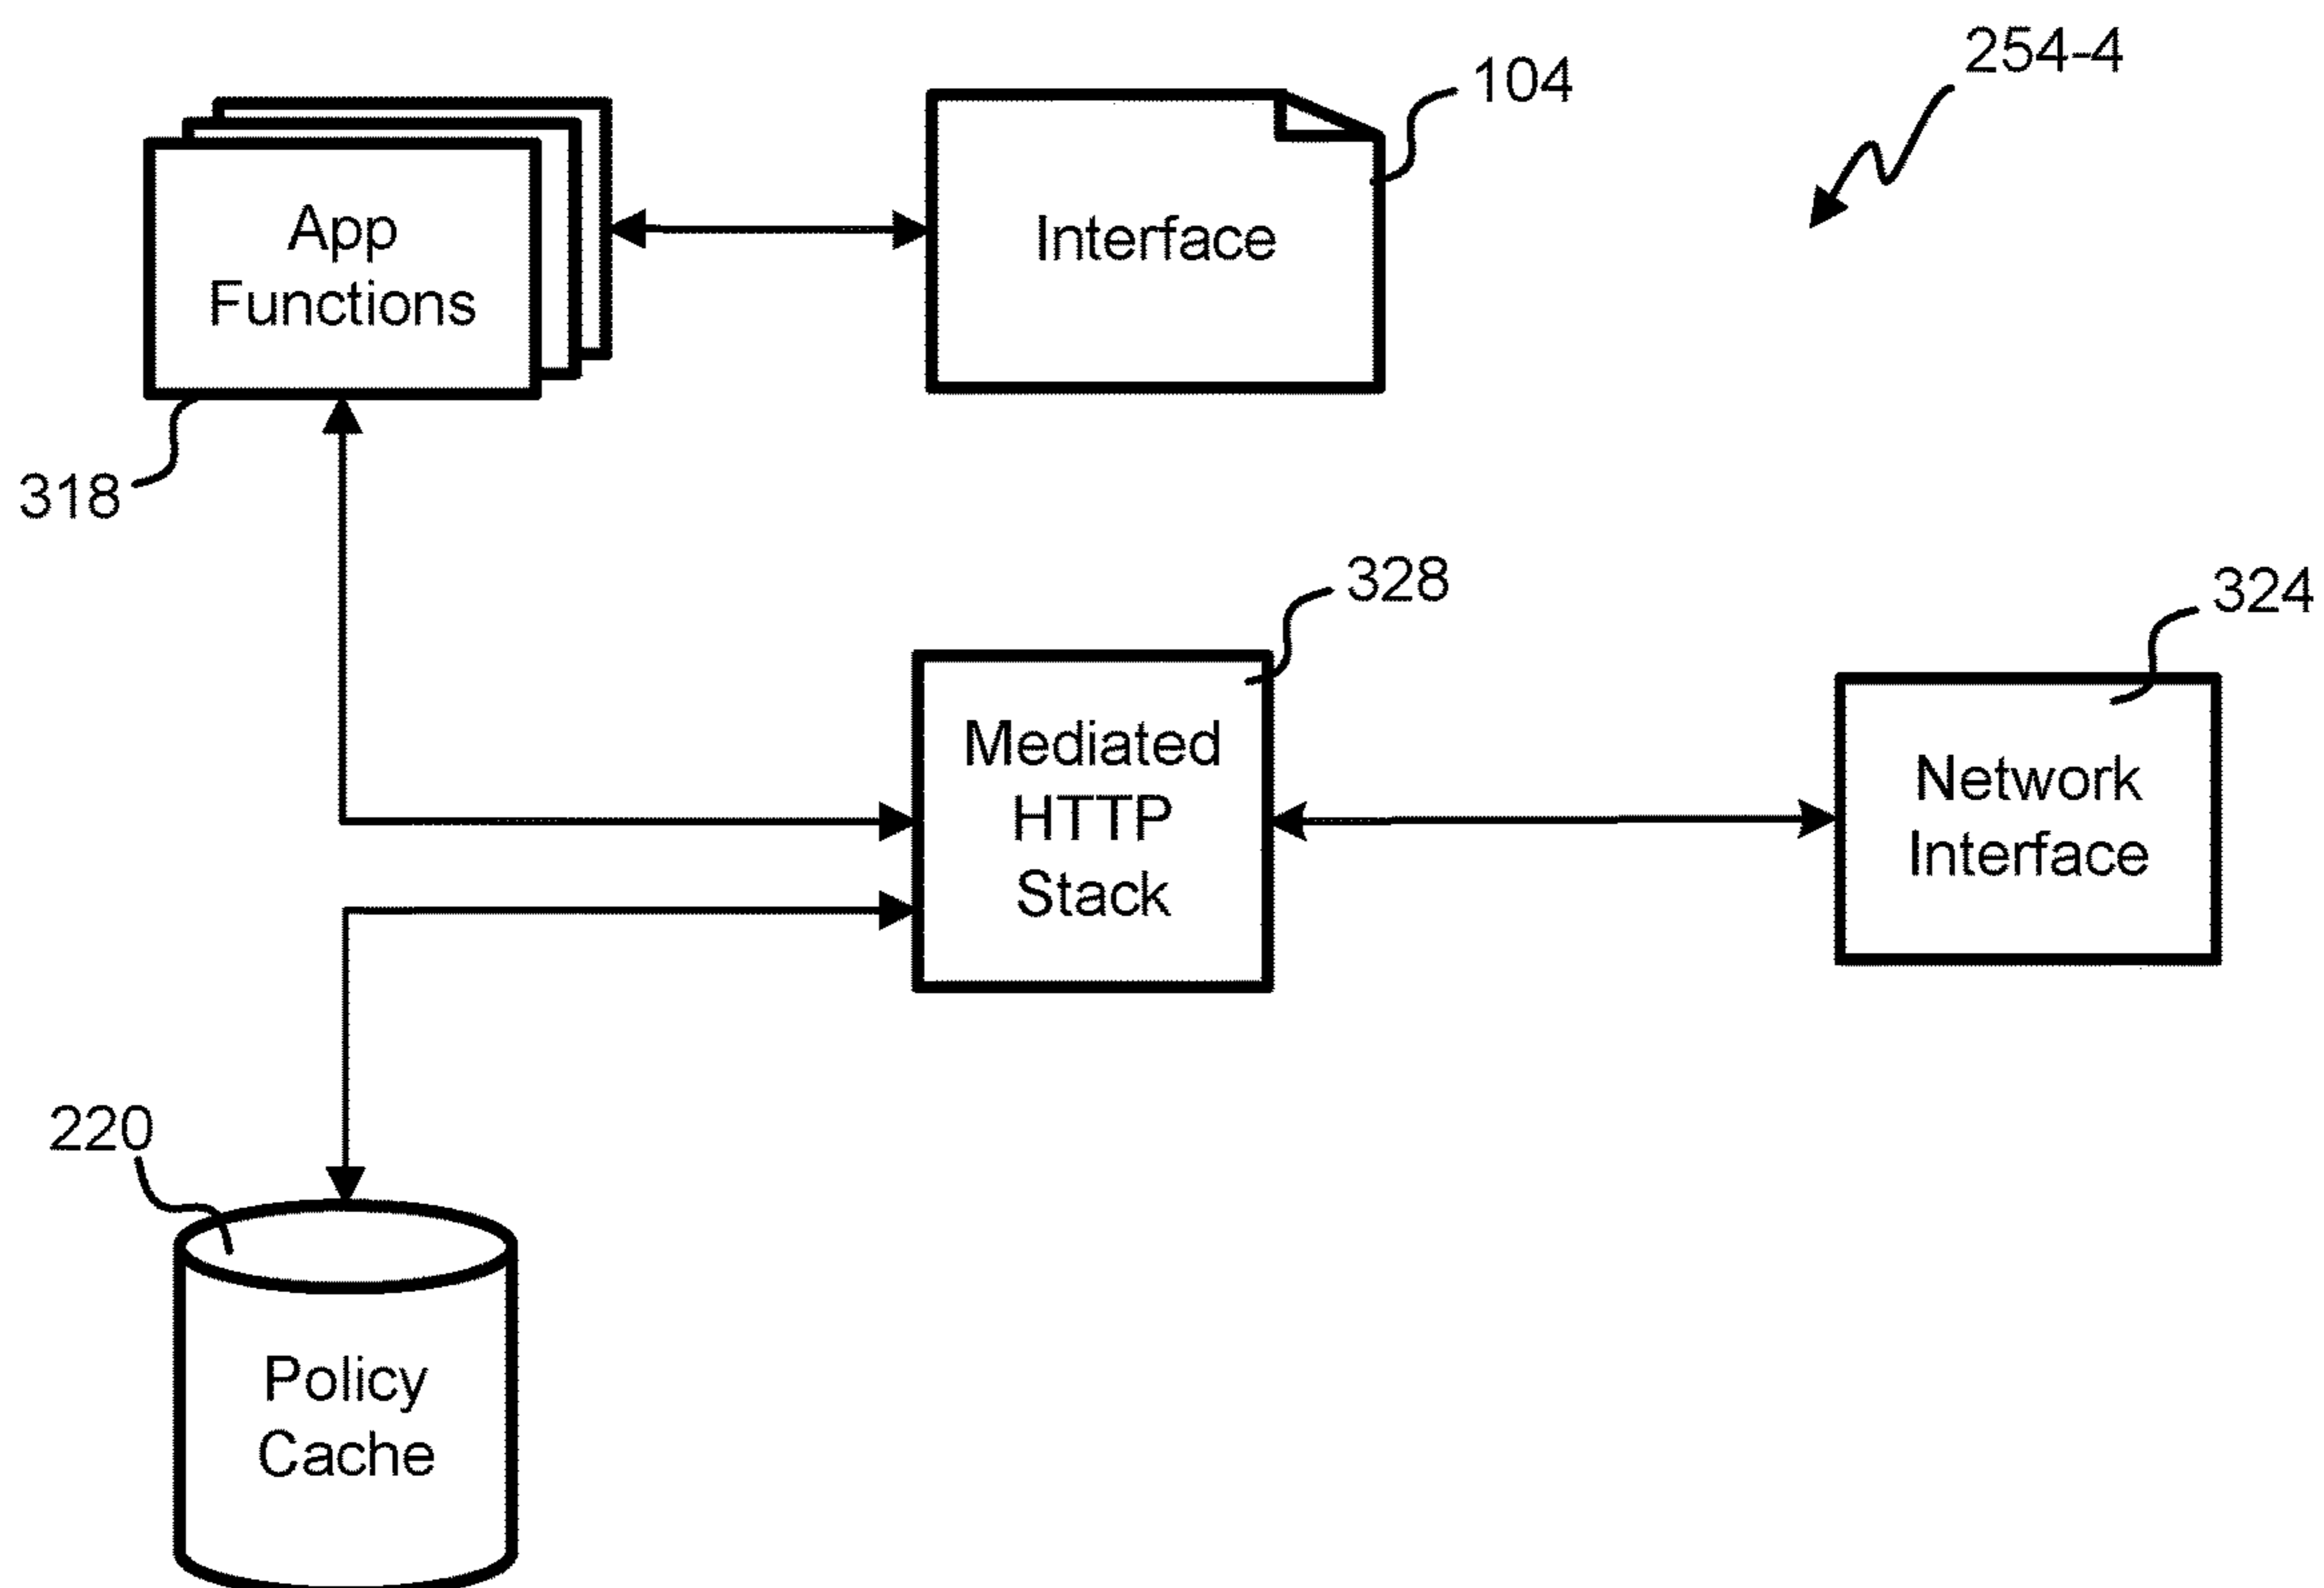 254-4
104
App
Functions
Interface
318
328
324
Mediated
HTTP
Stack
Network
Interface
220
Policy
Cache